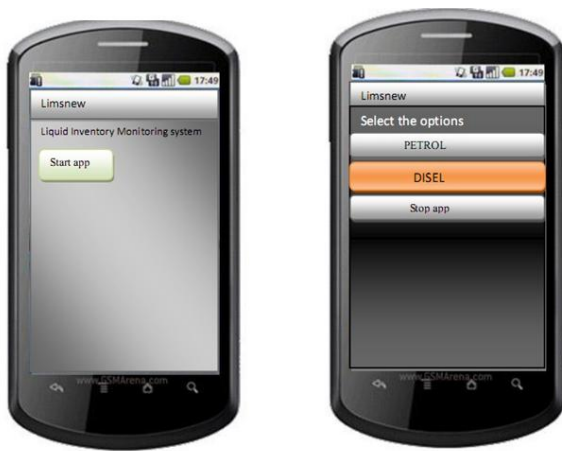 17:49
Limsnew
Liquid Inventory Monitoring system
Start app
www.GSMArena.com
17:49
Limsnew
Select the options
PETROL
DISEL
Stop app
www.GSMArena.com